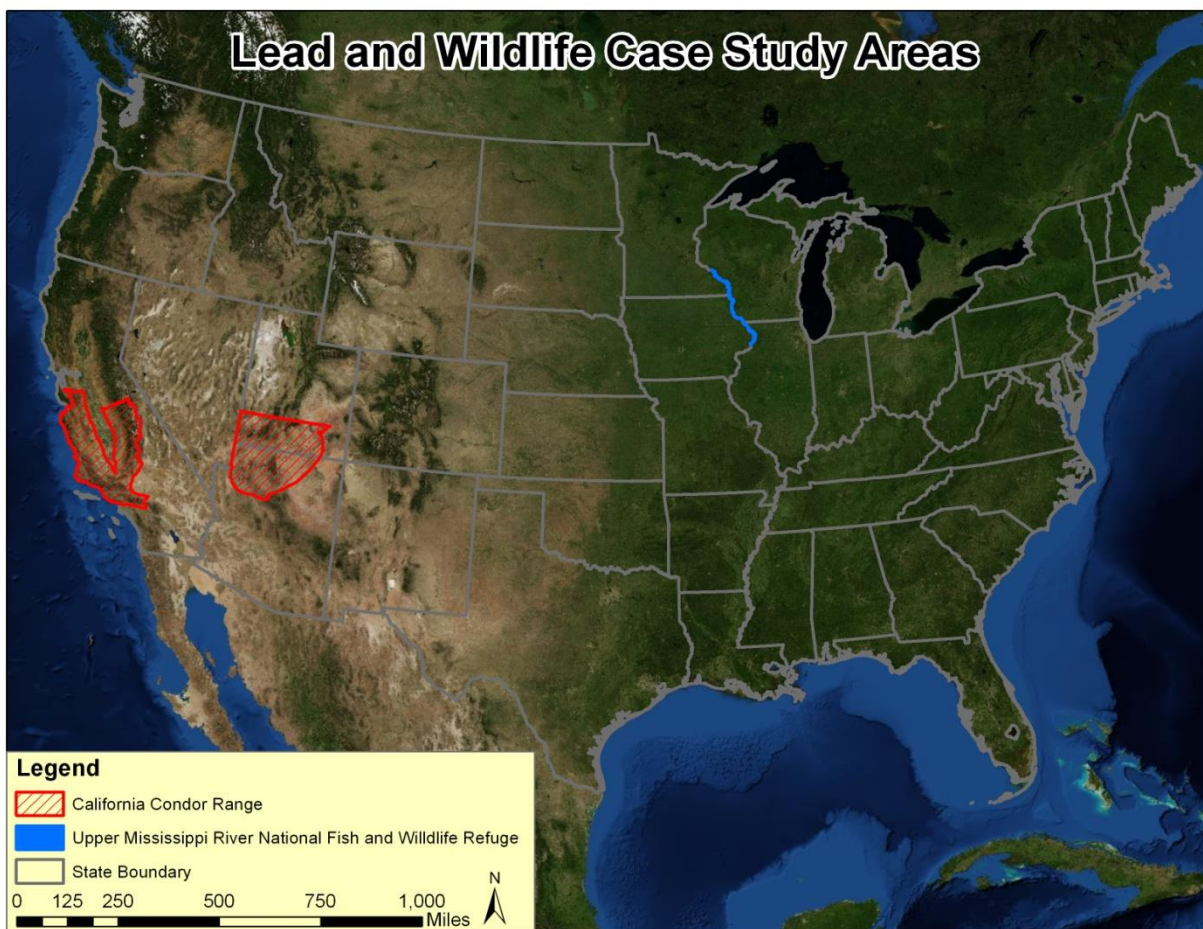 Lead and Wildlife Case Study Areas
Legend
California Condor Range
Upper Mississippi River National Fish and Willdlife Refuge
State Boundary
N
0 125 250 500 750 1,000
Miles